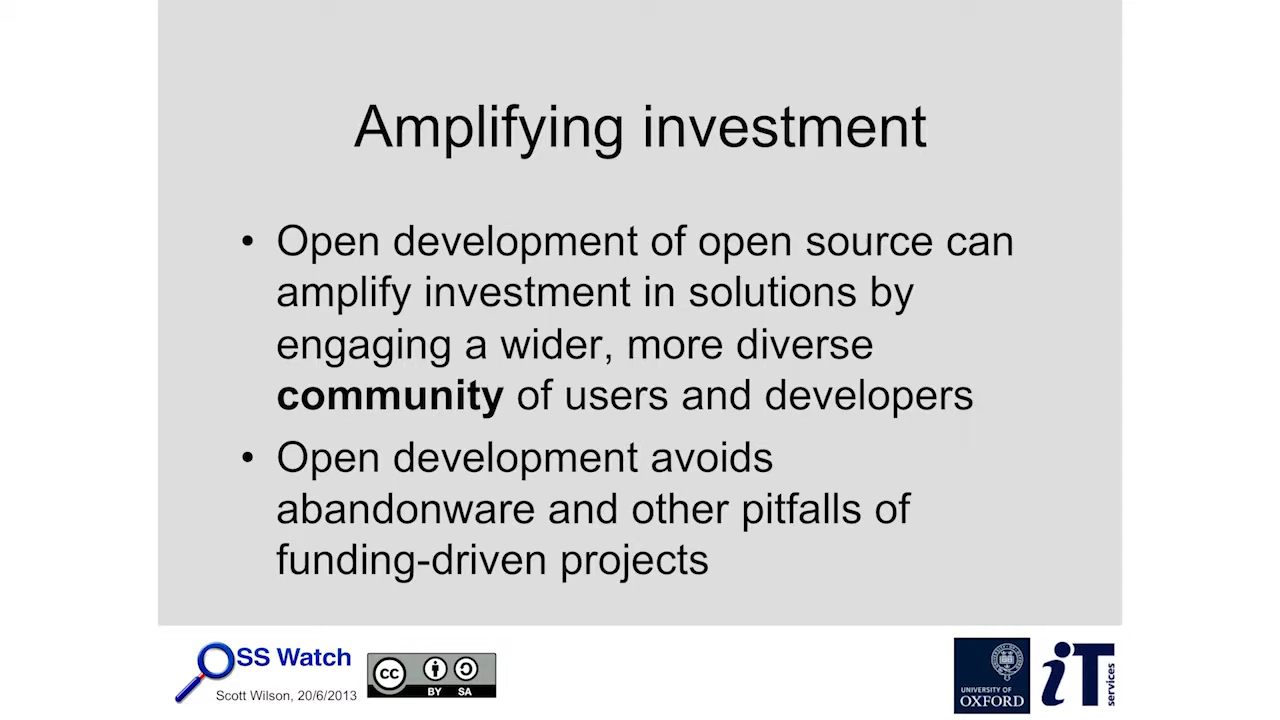 Amplifying investment
• Open development of open source can
amplify investment in solutions by
engaging a wider, more diverse
community of users and developers
• Open development avoids
abandonware and other pitfalls of
funding-driven projects
OSS Watch
Scott Wilson, 20/6/2013
cc
BY SA
UNIVERSITY OF
OXFORD
iT
services